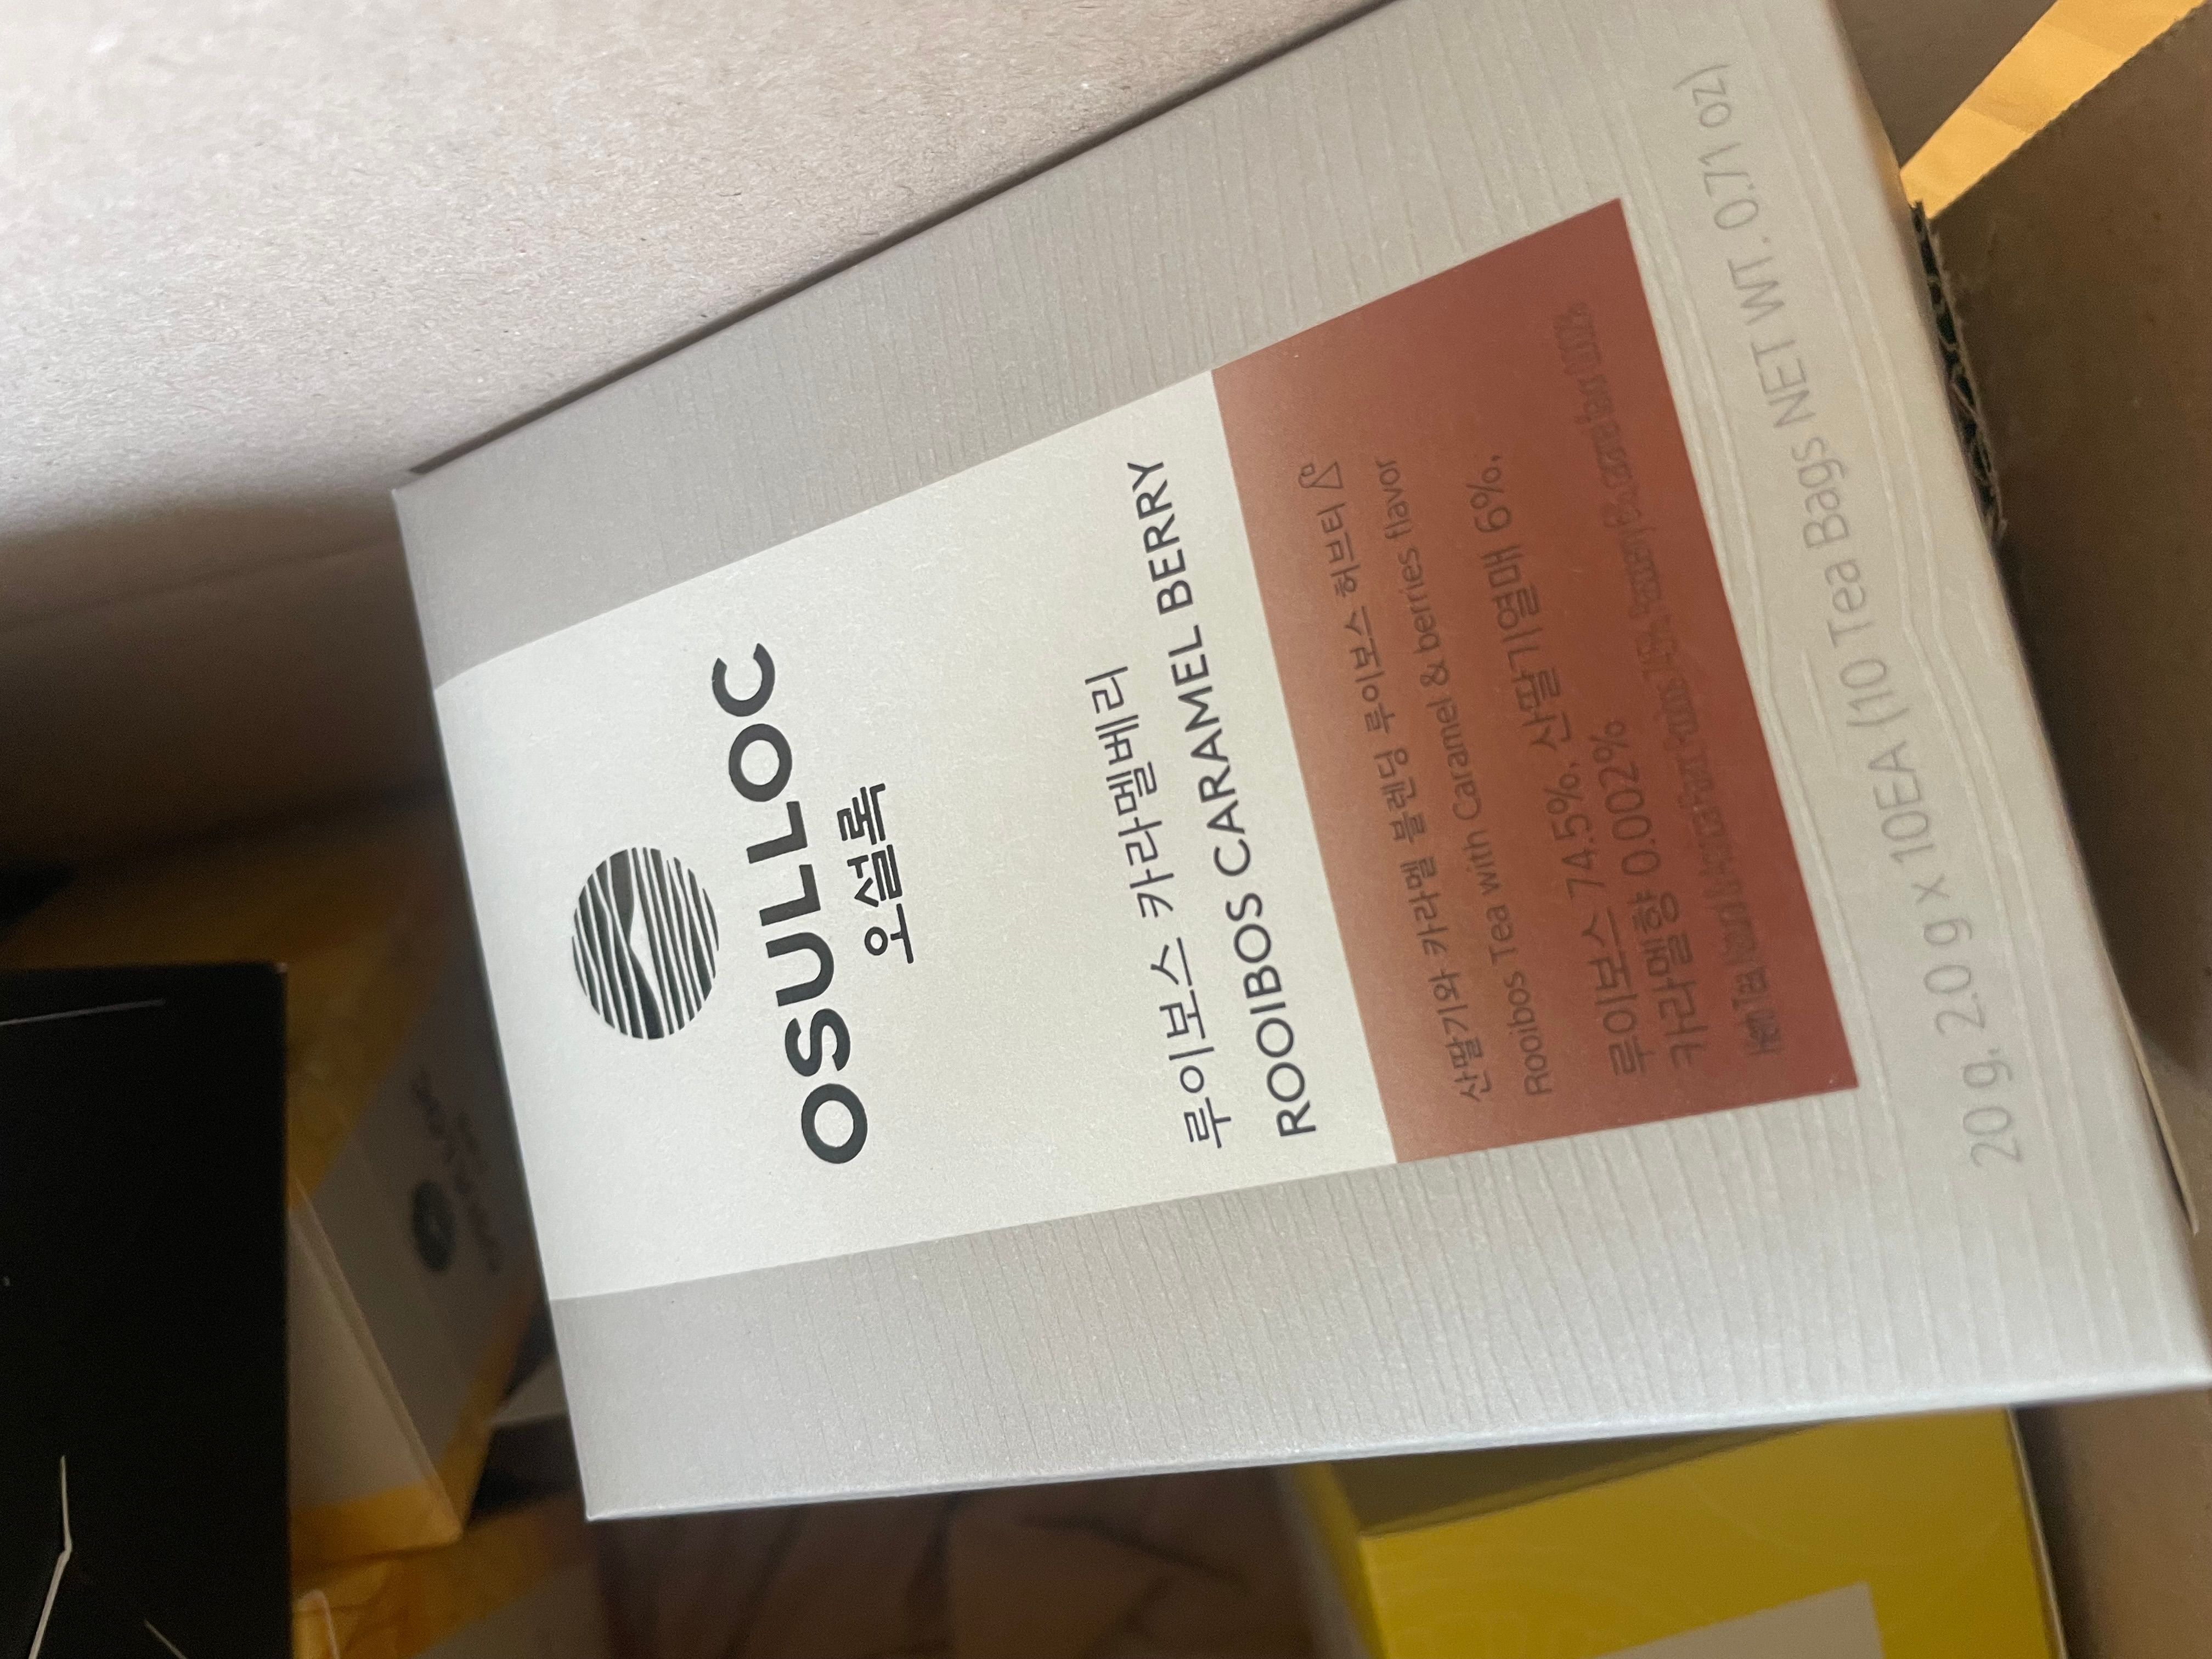 OSULLOC
오설록
루이보스 카라멜베리
ROOIBOS CARAMEL BERRY
산딸기와 카라멜 블렌딩 루이보스 허브티
Rooibos Tea with Caramel & berries flavor
루이보스 74.5%, 산딸기열매 6%,
카라멜향 0.002%
20 g, 2.0 g x 10EA (10 Tea Bags NET WT. 0.71 oz)